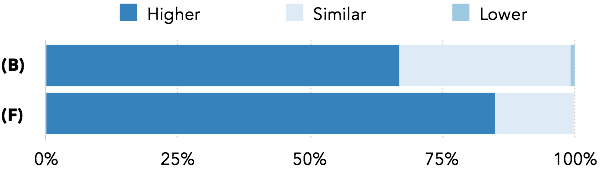 Higher Similar Lower
(B)
(F)
0% 25% 50% 75% 100%